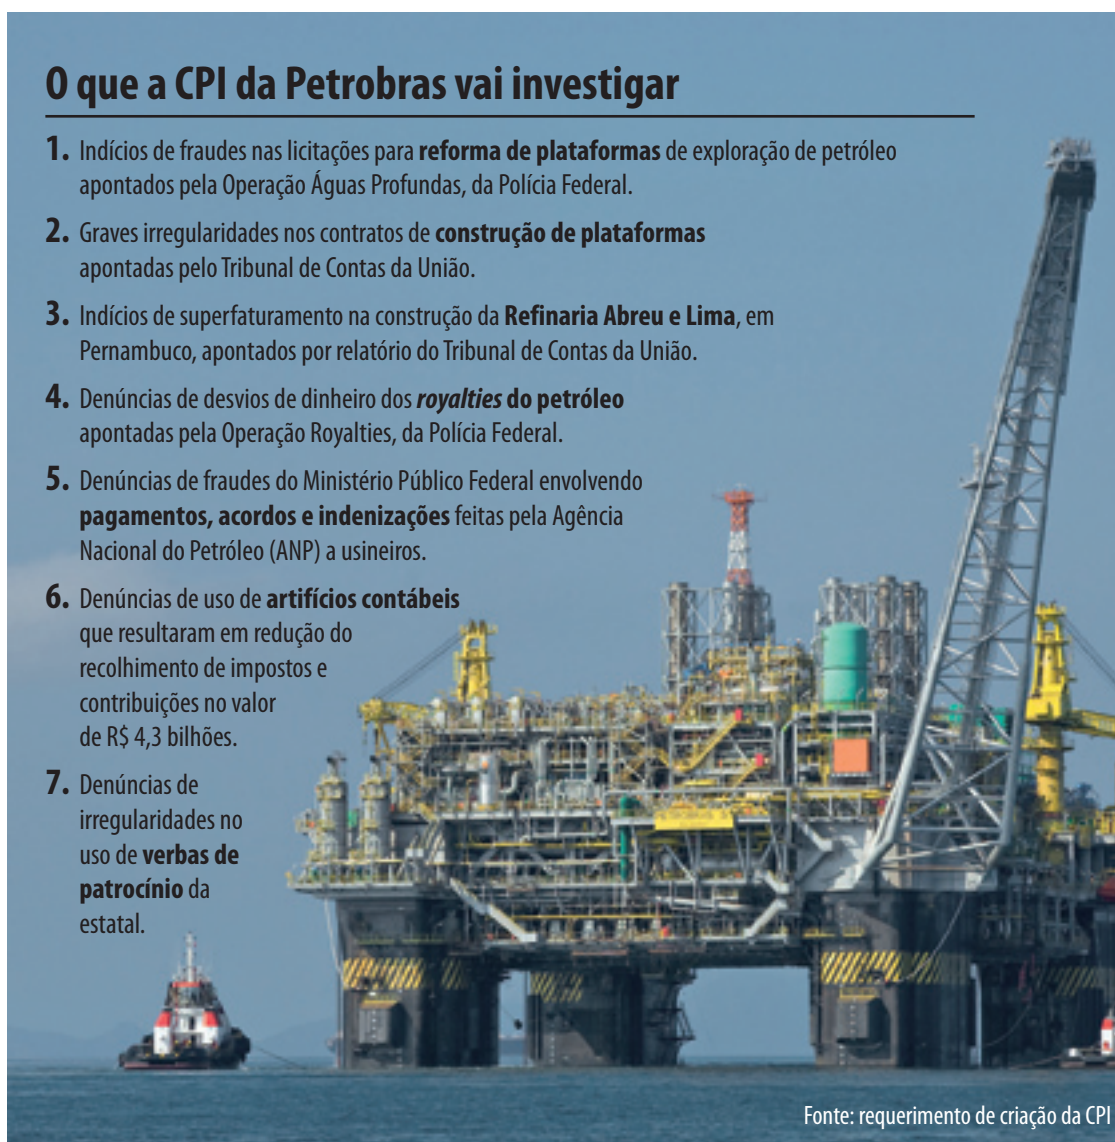 O que a CPI da Petrobras vai investigar
1. Indícios de fraudes nas licitações para reforma de plataformas de exploração de petróleo
apontados pela Operação Águas Profundas, da Polícia Federal.
2. Graves irregularidades nos contratos de construção de plataformas
apontadas pelo Tribunal de Contas da União.
3. Indícios de superfaturamento na construção da Refinaria Abreu e Lima, em
Pernambuco, apontados por relatório do Tribunal de Contas da União.
4. Denúncias de desvios de dinheiro dos royalties do petróleo
apontadas pela Operação Royalties, da Polícia Federal.
5. Denúncias de fraudes do Ministério Público Federal envolvendo
pagamentos, acordos e indenizações feitas pela Agência
Nacional do Petróleo (ANP) a usineiros.
6. Denúncias de uso de artifícios contábeis
que resultaram em redução do
recolhimento de impostos e
contribuições no valor
de R$ 4,3 bilhões.
7. Denúncias de
irregularidades no
uso de verbas de
patrocínio da
estatal.
Fonte: requerimento de criação da CPI